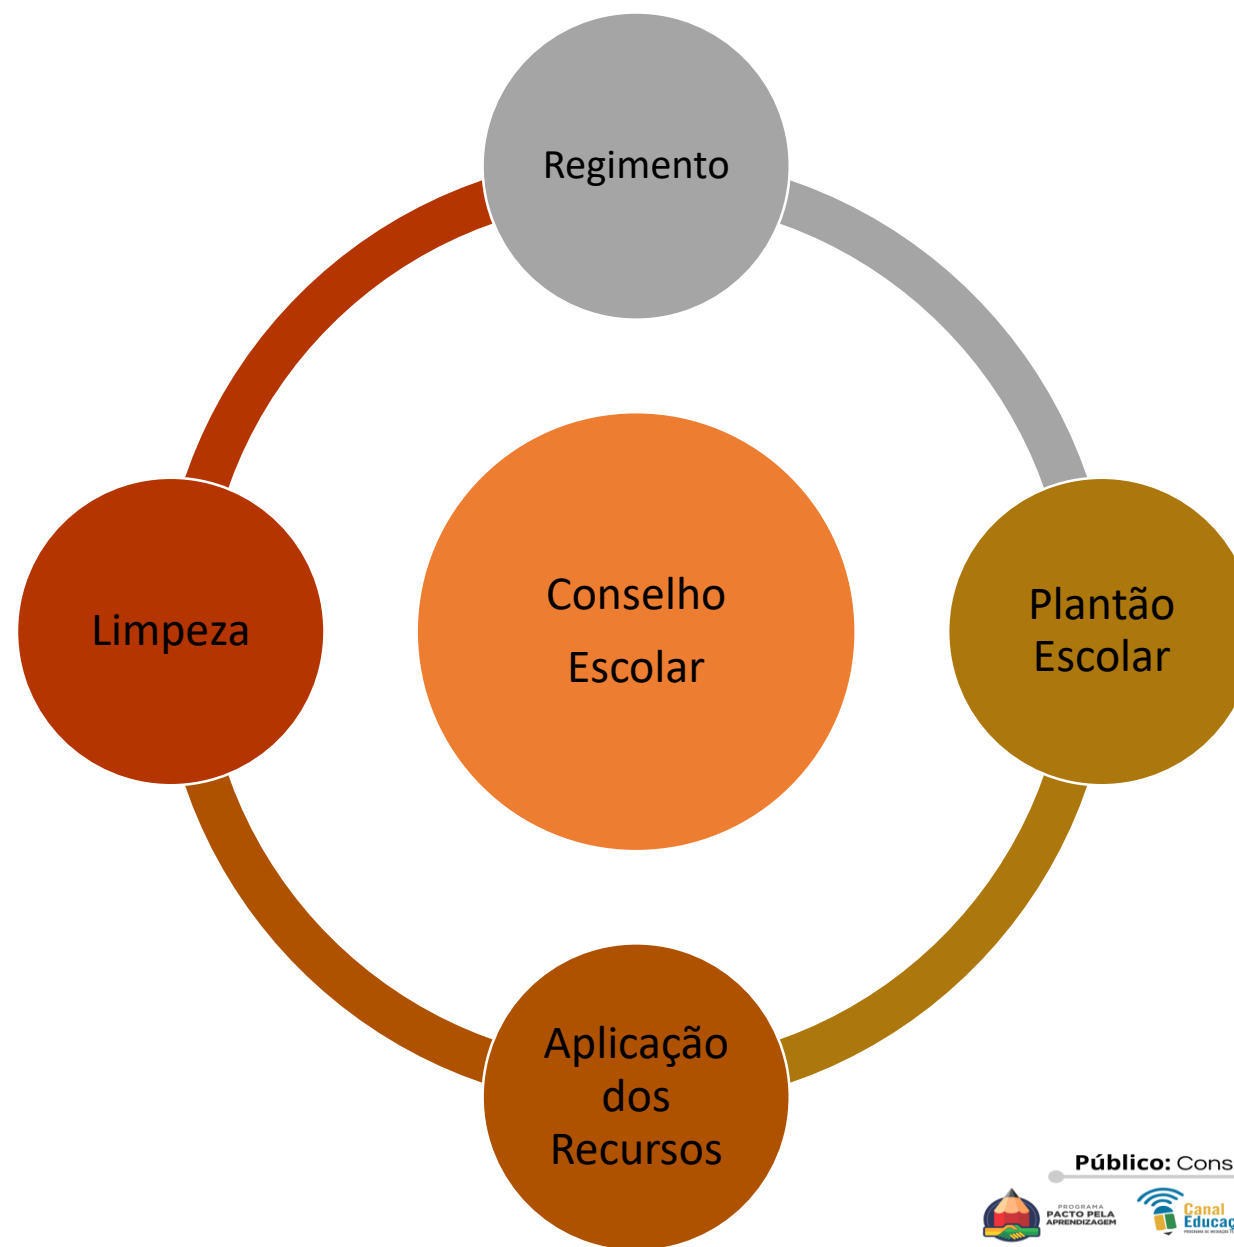 Regimento
Conselho
Escolar
Limpeza
Plantão
Escolar
Aplicação
dos
Recursos
Público: Cons
PROGRAMA
PACTO PELA
APRENDIZAGEM
Canal
Educaç